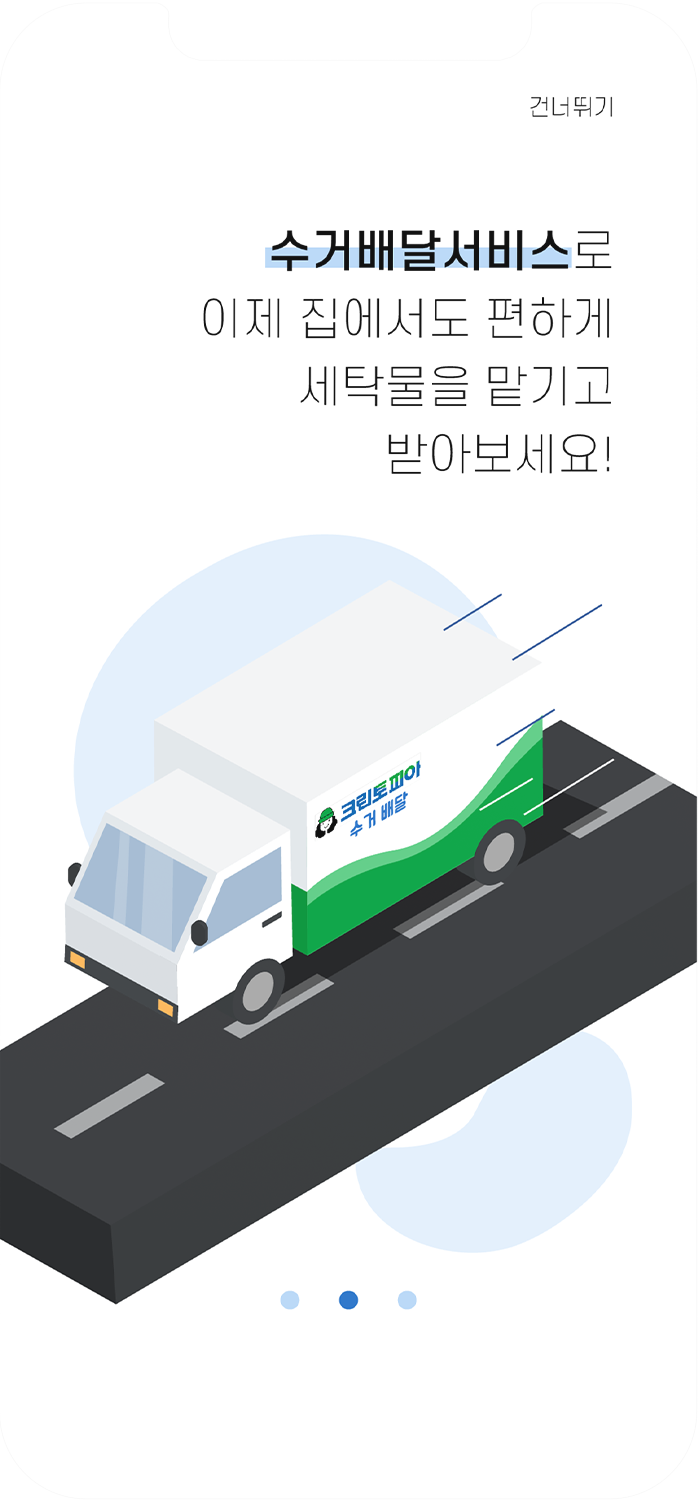 건너뛰기
수거배달서비스로
이제 집에서도 편하게
세탁물을 맡기고
받아보세요!
크린토피아
수거 배달